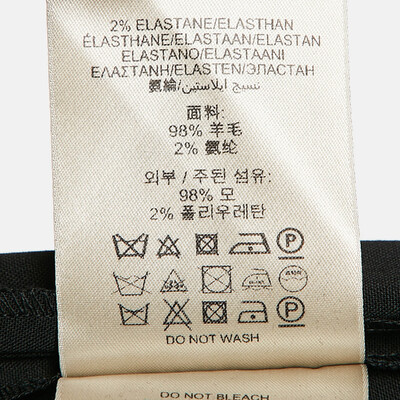 2% ELASTANE/ELASTHAN
ÉLASTHANE/ELASTAAN/ELASTAN
ELASTANO/ELASTAANI
ΕΛΑΣΤΑΝΗ/ELASTEN/ЭЛАСТАН
氨綸/نسيج ايلاستين
面料:
98% 羊毛
2% 氨纶
외부 / 주된 섬유:
98% 모
2% 폴리우레탄
P
P
DO NOT WASH
DO NOT BLEACH